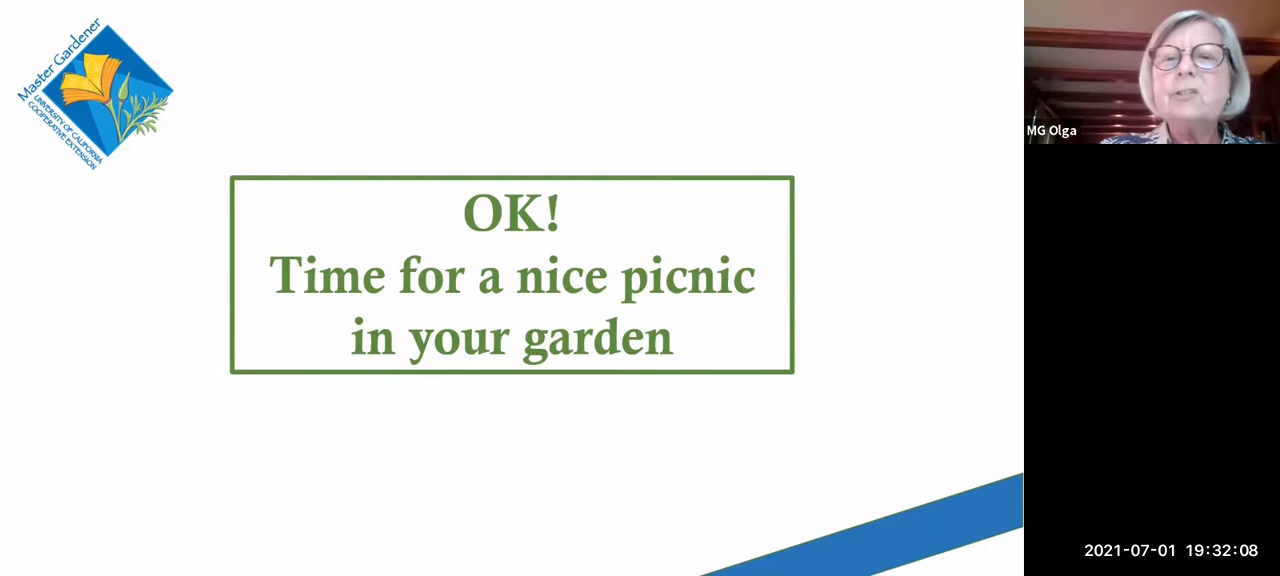 Master Gardener
UNIVERSITY OF CALIFORNIA
COOPERATIVE EXTENSION
OK!
Time for a nice picnic
in your garden
MG Olga
2021-07-01 19:32:08